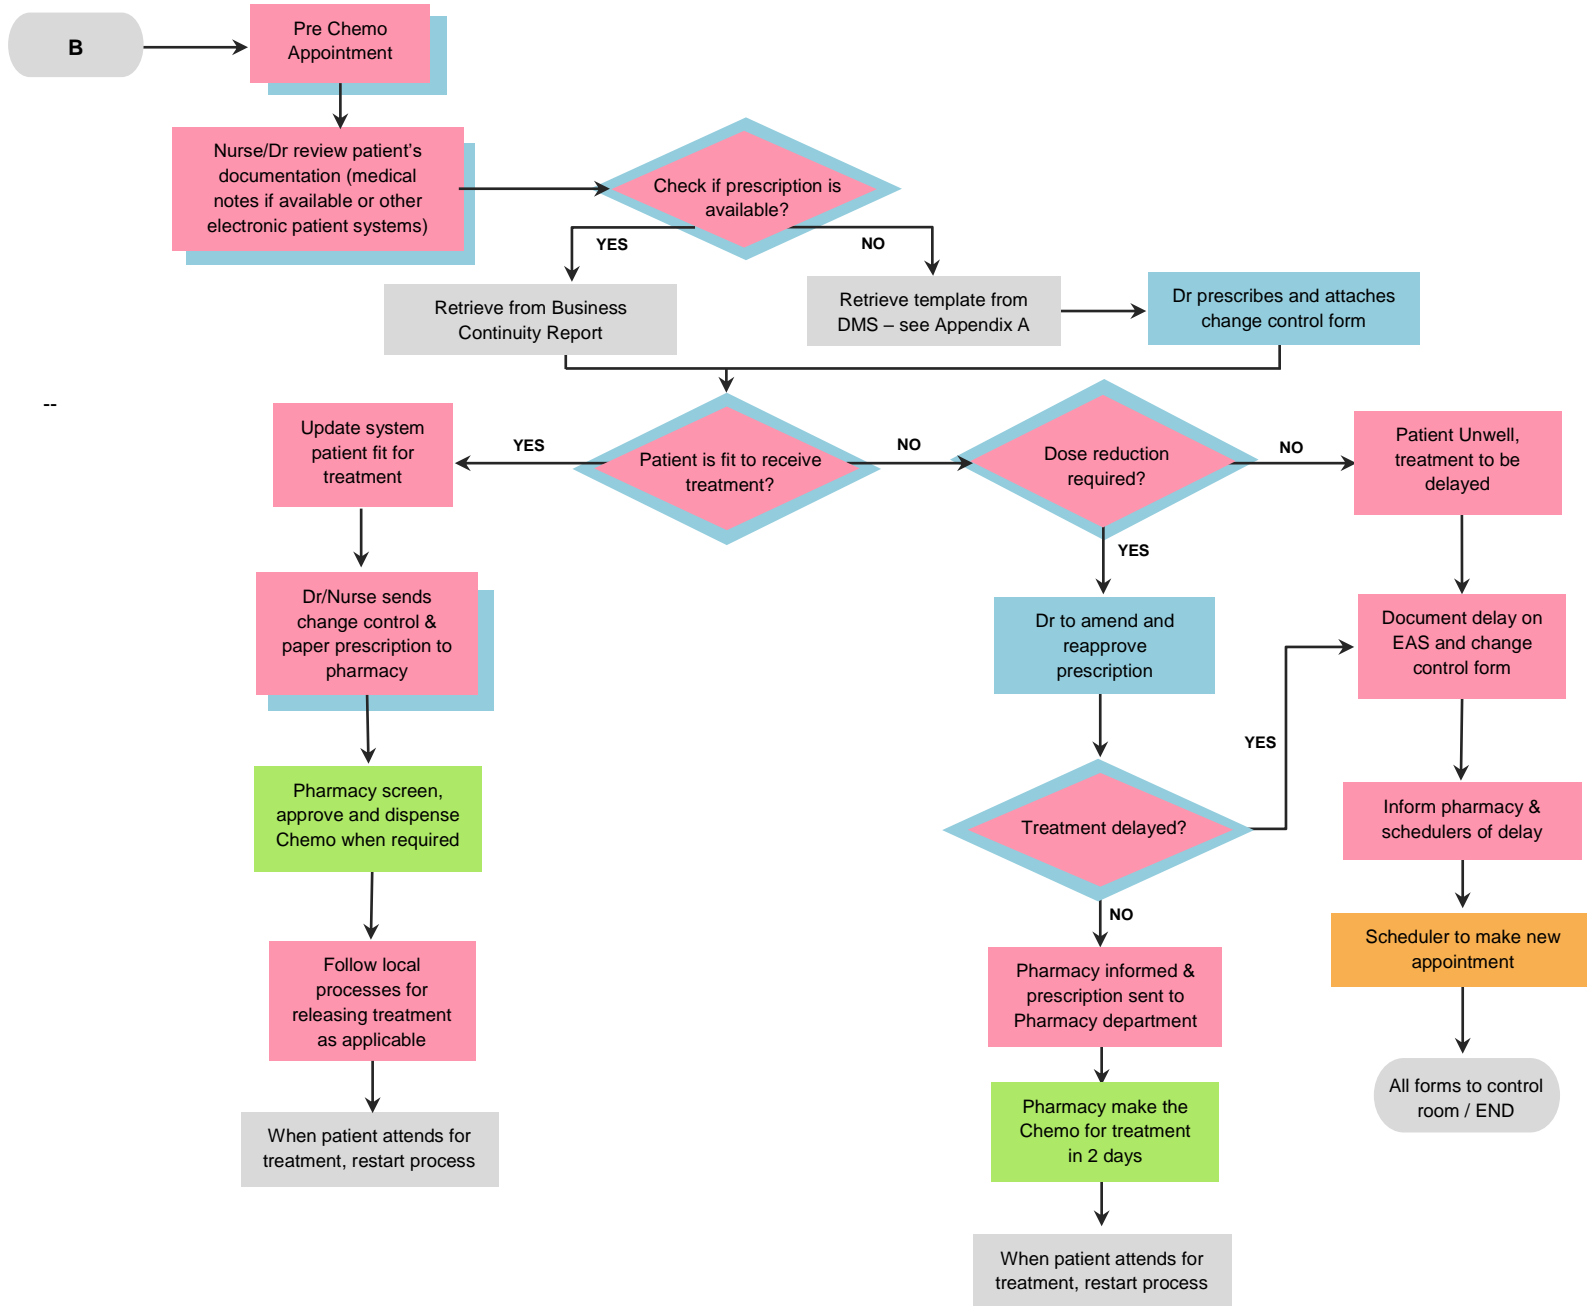 B
Pre Chemo
Appointment
Nurse/Dr review patient's
documentation (medical
notes if available or other
electronic patient systems)
Check if prescription is
available?
YES
NO
Retrieve from Business
Continuity Report
Retrieve template from
DMS – see Appendix A
Dr prescribes and attaches
change control form
--
Update system
patient fit for
treatment
YES
Patient is fit to receive
treatment?
NO
Dose reduction
required?
NO
Patient Unwell,
treatment to be
delayed
YES
Dr/Nurse sends
change control &
paper prescription to
pharmacy
Dr to amend and
reapprove
prescription
Document delay on
EAS and change
control form
YES
Pharmacy screen,
approve and dispense
Chemo when required
Treatment delayed?
Inform pharmacy &
schedulers of delay
NO
Follow local
processes for
releasing treatment
as applicable
Pharmacy informed &
prescription sent to
Pharmacy department
Scheduler to make new
appointment
When patient attends for
treatment, restart process
Pharmacy make the
Chemo for treatment
in 2 days
All forms to control
room / END
When patient attends for
treatment, restart process